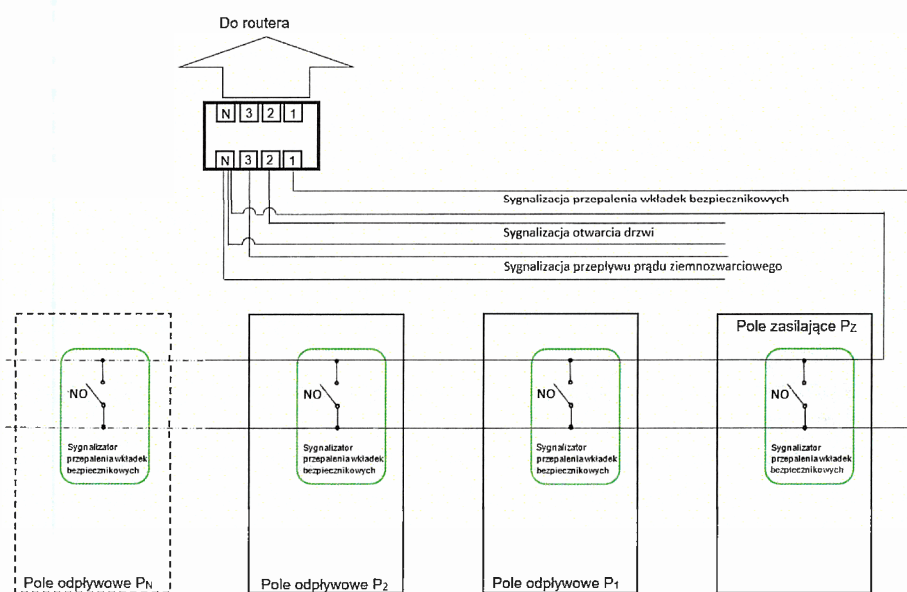 Do routera
N 3 2 1
N 3 2 1
Sygnalizacja przepalenia wkładek bezpiecznikowych
Sygnalizacja otwarcia drzwi
Sygnalizacja przepływu prądu ziemnozwarciowego
Pole zasilające Pz
NO
NO
NO
NO
Sygnalizator
przepalenia wkładek
bezpiecznikowych
Sygnalizator
przepalenia wkładek
bezpiecznikowych
Sygnalizator
przepalenia wkładek
bezpiecznikowych
Sygnalizator
przepalenia wkładek
bezpiecznikowych
Pole odpływowe PN
Pole odpływowe P2
Pole odpływowe P1